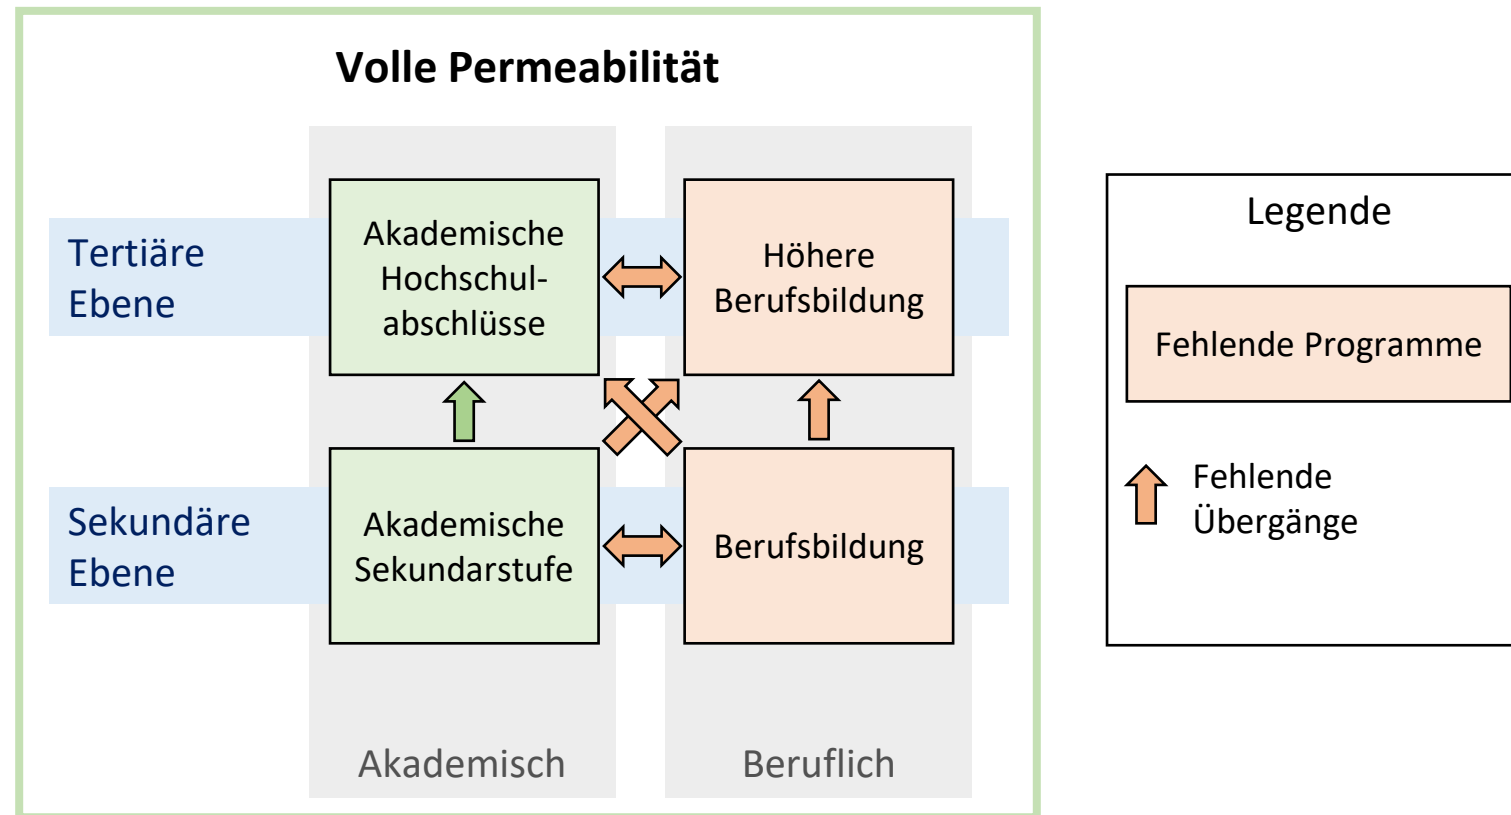 Volle Permeabilität
Tertiäre
Ebene
Akademische
Hochschul-
abschlüsse
Höhere
Berufsbildung
Sekundäre
Ebene
Akademische
Sekundarstufe
Berufsbildung
Akademisch
Beruflich
Legende
Fehlende Programme
Fehlende
Übergänge